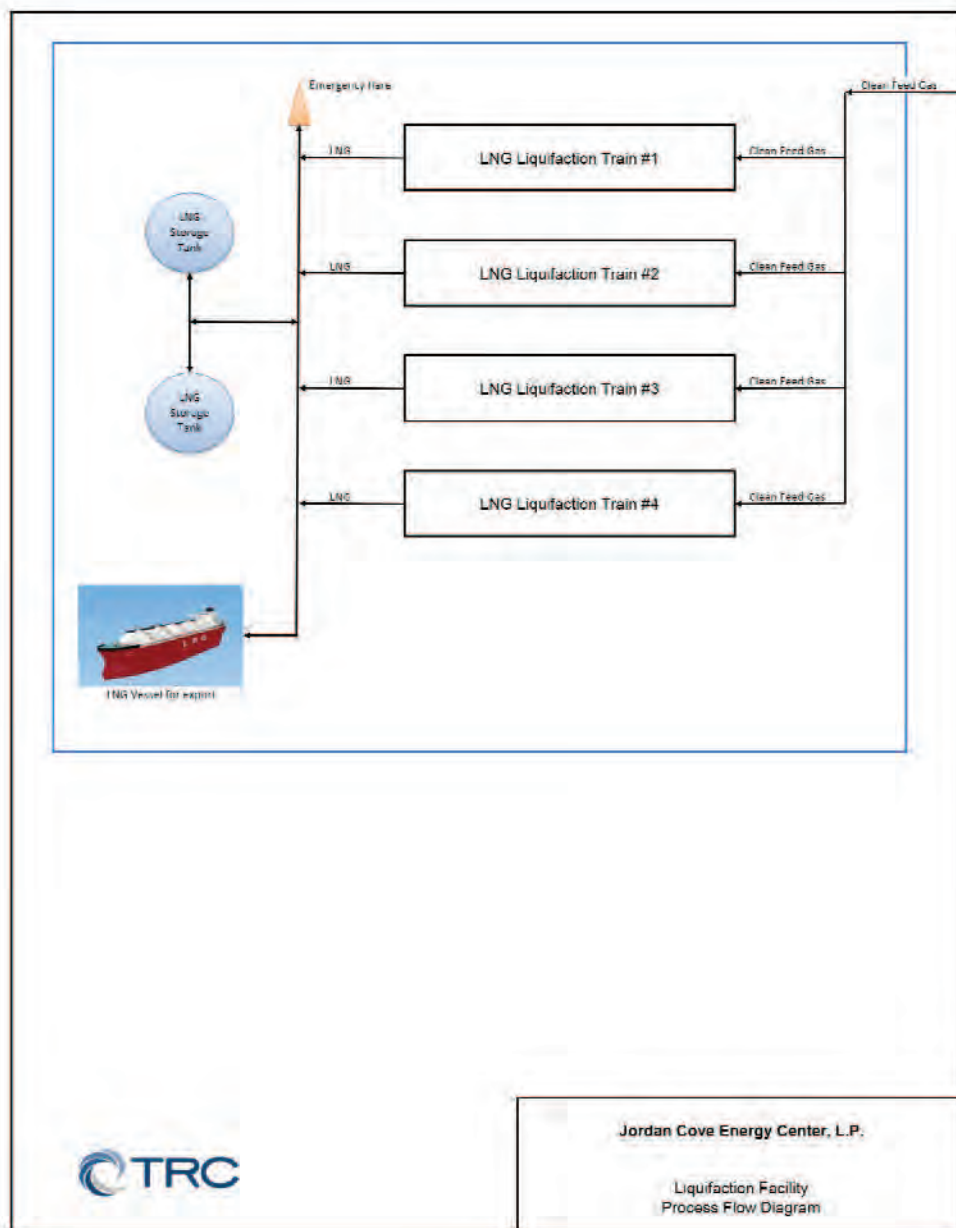 Emergency Flare
Clean Feed Gas
LNG
LNG Liquifaction Train #1
Clean Feed Gas
LNG
Storage
Tank
LNG
LNG Liquifaction Train #2
Clean Feed Gas
LNG
LNG Liquifaction Train #3
Clean Feed Gas
LNG
Storage
Tank
LNG
LNG Liquifaction Train #4
Clean Feed Gas
LNG
LNG Vessel for export
Jordan Cove Energy Center, L.P.
TRC
Liquifaction Facility
Process Flow Diagram